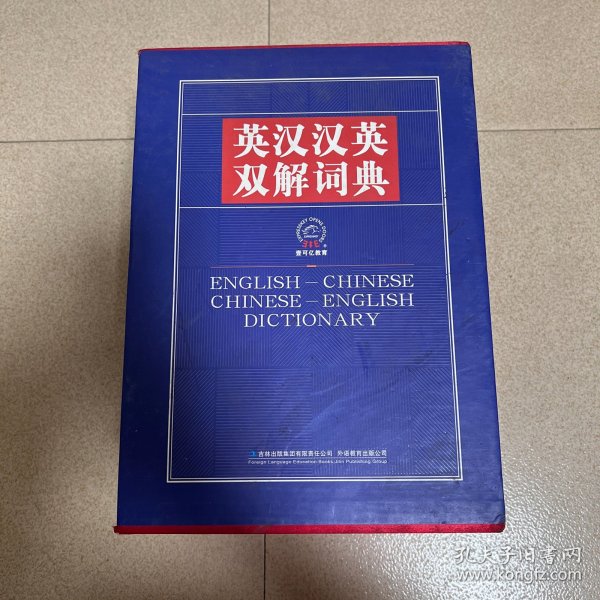 英汉汉英
双解词典
壹可亿教育
ENGLISH – CHINESE
CHINESE – ENGLISH
DICTIONARY
吉林出版集团有限责任公司 外语教育出版公司
Foreign Language Education Books Jilin Publishing Group
孔夫子旧书网
www.kongfz.com